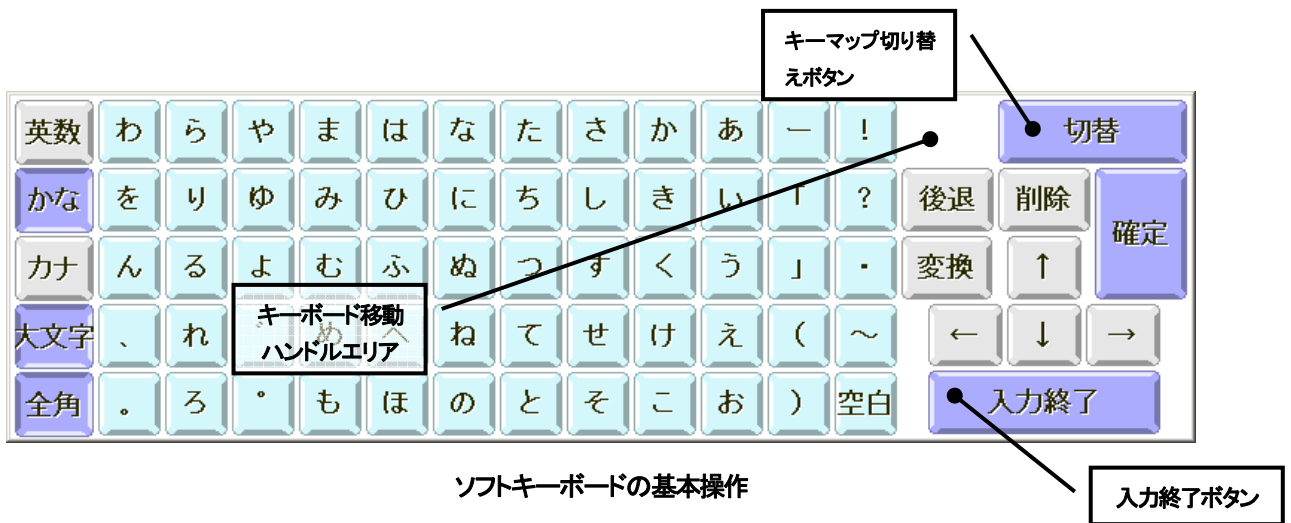 キーマップ切り替
えボタン
英数 わ ら や ま は な た さ か あ ー ! 切替
かな を り ゆ み ひ に ち し き い 「 ? 後退 削除 確定
カナ ん る よ む ふ ぬ つ す く う 」 ・ 変換 ↑
キーボード移動
ハンドルエリア
大文字 、 れ ゛ め へ ね て せ け え ( ～ ← ↓ →
全角 。 ろ ゜ も ほ の と そ こ お ) 空白 入力終了
ソフトキーボードの基本操作
入力終了ボタン